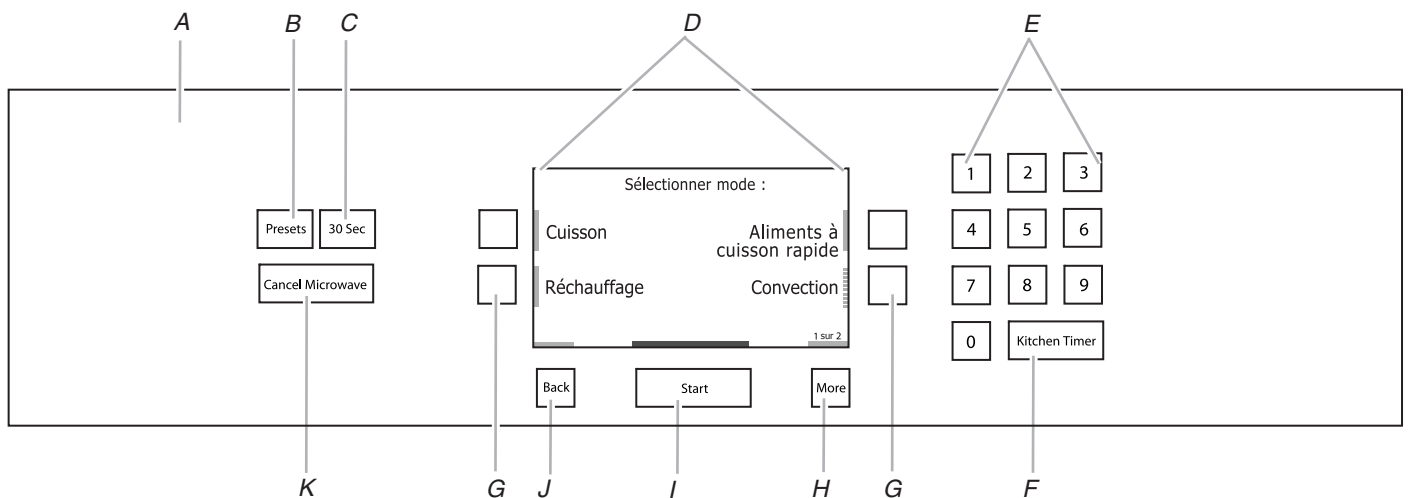 A B C D E
Sélectionner mode :
1 2 3
Presets 30 Sec
Cuisson
Aliments à
cuisson rapide
4 5 6
Cancel Microwave
Réchauffage
Convection
7 8 9
1 sur 2
0 Kitchen Timer
Back Start More
K G J I H G F